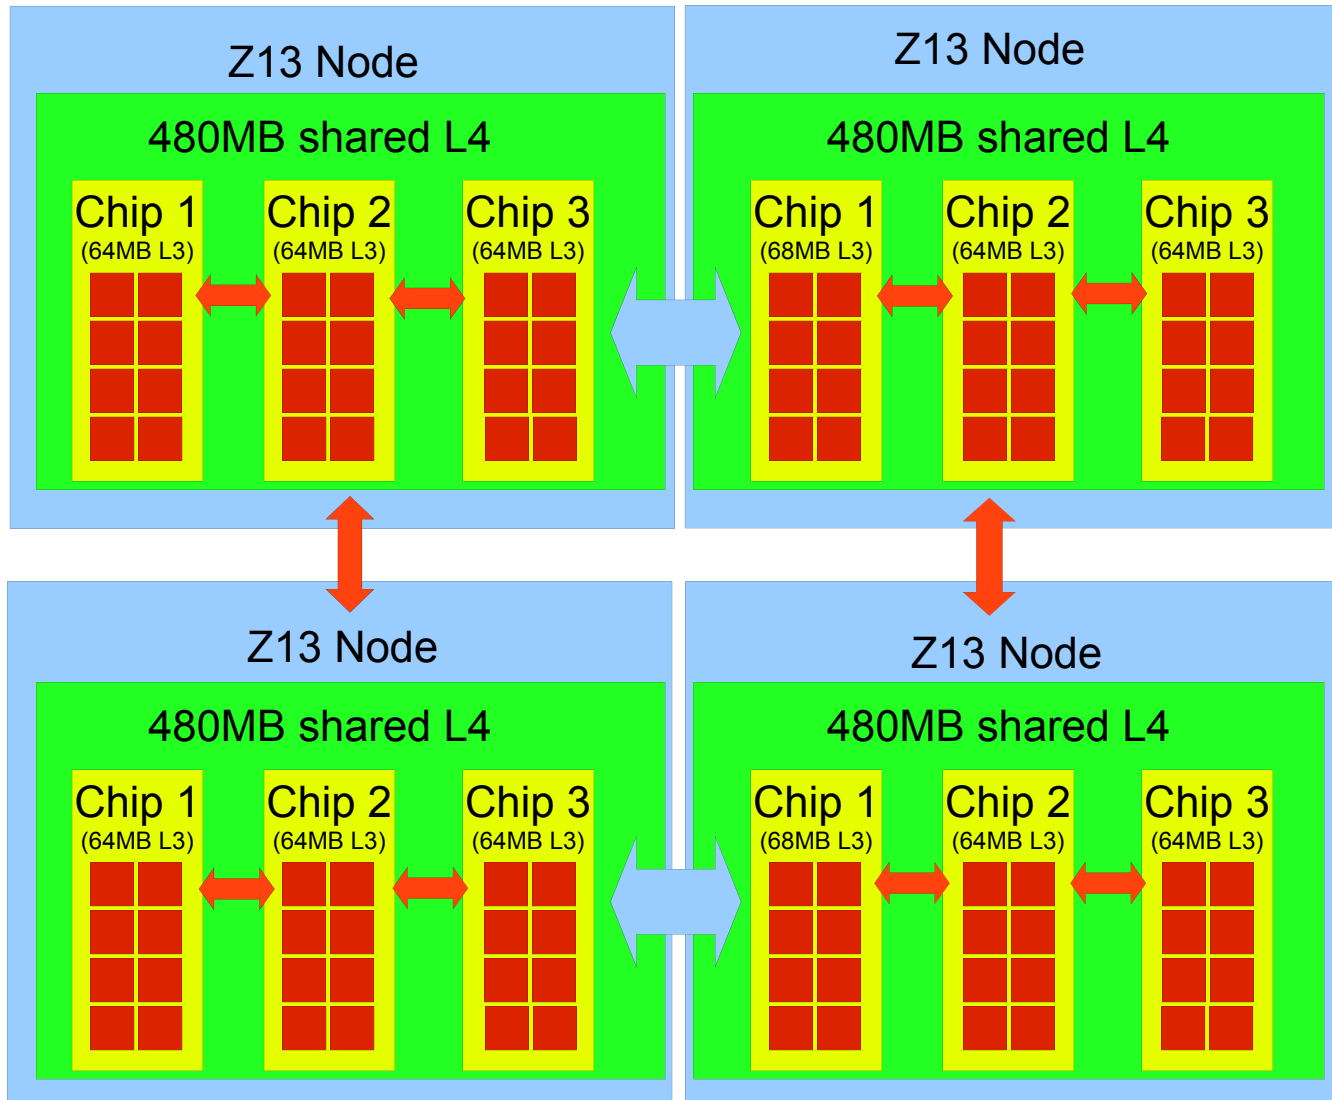 Z13 Node
480MB shared L4
Chip 1
(64MB L3)
Chip 2
(64MB L3)
Chip 3
(64MB L3)
Z13 Node
480MB shared L4
Chip 1
(68MB L3)
Chip 2
(64MB L3)
Chip 3
(64MB L3)
Z13 Node
480MB shared L4
Chip 1
(64MB L3)
Chip 2
(64MB L3)
Chip 3
(64MB L3)
Z13 Node
480MB shared L4
Chip 1
(68MB L3)
Chip 2
(64MB L3)
Chip 3
(64MB L3)